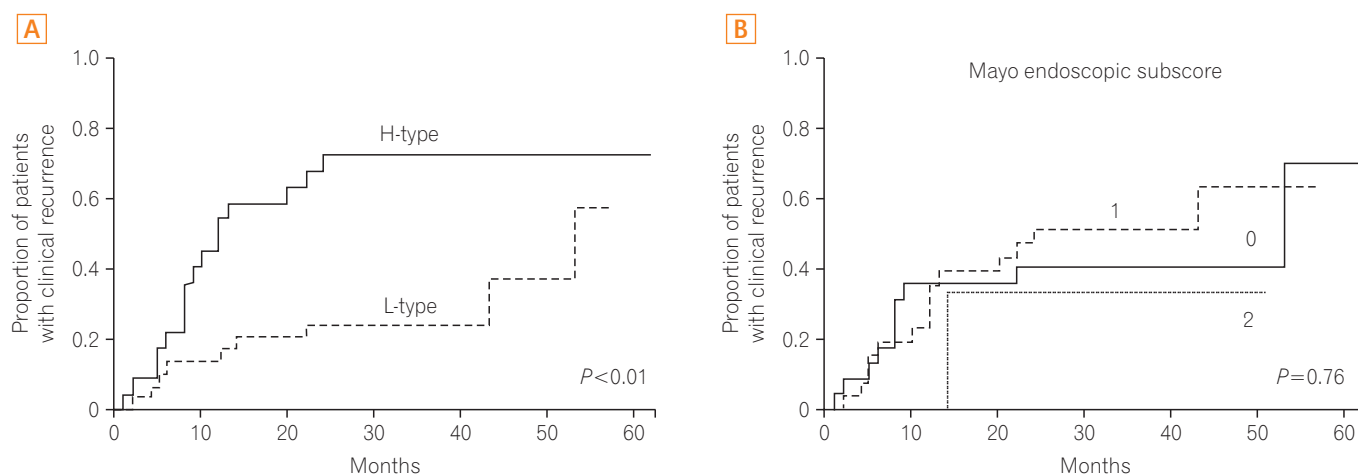 A
Proportion of patients
with clinical recurrence
1.0
0.8
0.6
0.4
0.2
0
H-type
L-type
P<0.01
0 10 20 30 40 50 60
Months
B
Proportion of patients
with clinical recurrence
1.0
0.8
0.6
0.4
0.2
0
Mayo endoscopic subscore
1
0
2
P=0.76
0 10 20 30 40 50 60
Months